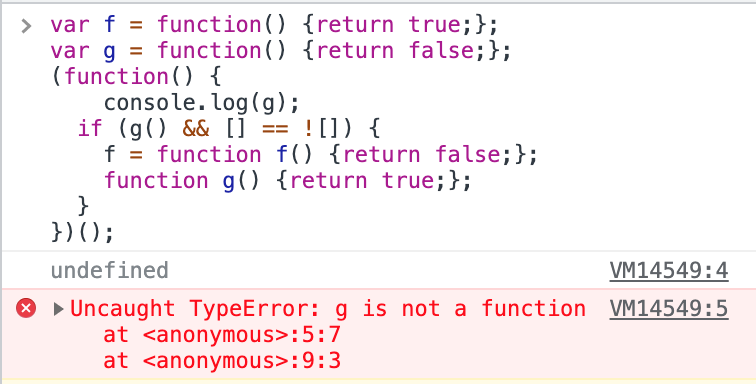 > var f = function() {return true;};
var g = function() {return false;};
(function() {
    console.log(g);
  if (g() && [] == ![]) {
    f = function f() {return false;};
    function g() {return true;};
  }
})();
undefined VM14549:4
Uncaught TypeError: g is not a function VM14549:5
    at <anonymous>:5:7
    at <anonymous>:9:3